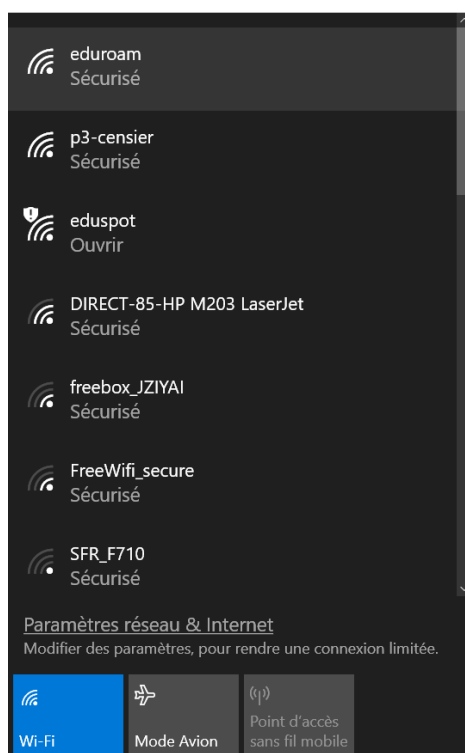 eduroam
Sécurisé
p3-censier
Sécurisé
eduspot
Ouvrir
DIRECT-85-HP M203 LaserJet
Sécurisé
freebox_JZIYAI
Sécurisé
FreeWifi_secure
Sécurisé
SFR_F710
Sécurisé
Paramètres réseau & Internet
Modifier des paramètres, pour rendre une connexion limitée.
Wi-Fi
Mode Avion
Point d'accès
sans fil mobile